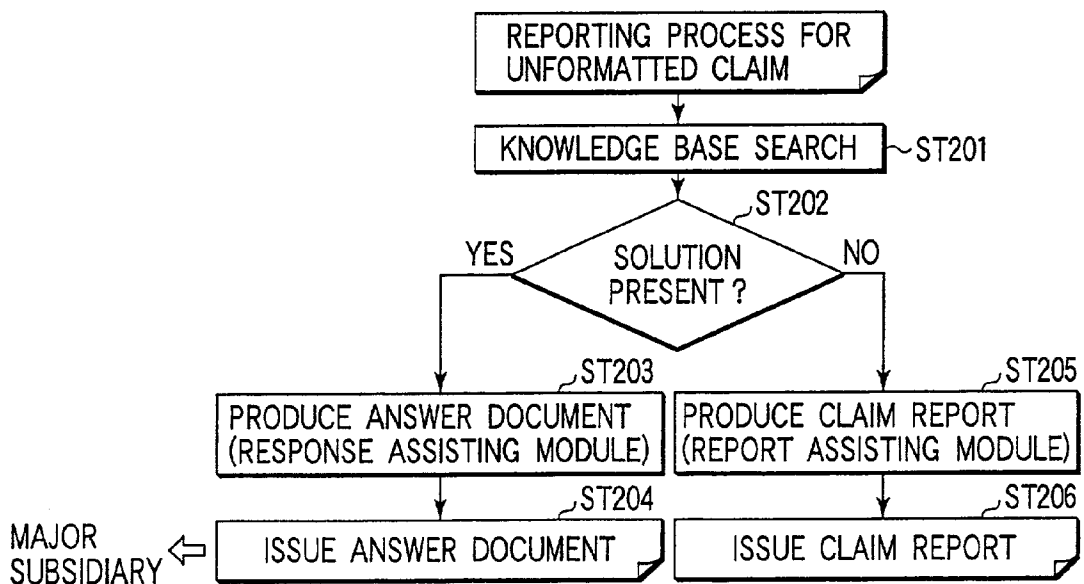 REPORTING PROCESS FOR
UNFORMATTED CLAIM
KNOWLEDGE BASE SEARCH
ST201
ST202
YES
SOLUTION
PRESENT?
NO
ST203
PRODUCE ANSWER DOCUMENT
(RESPONSE ASSISTING MODULE)
ST205
PRODUCE CLAIM REPORT
(REPORT ASSISTING MODULE)
ST204
ISSUE ANSWER DOCUMENT
MAJOR
SUBSIDIARY
ST206
ISSUE CLAIM REPORT